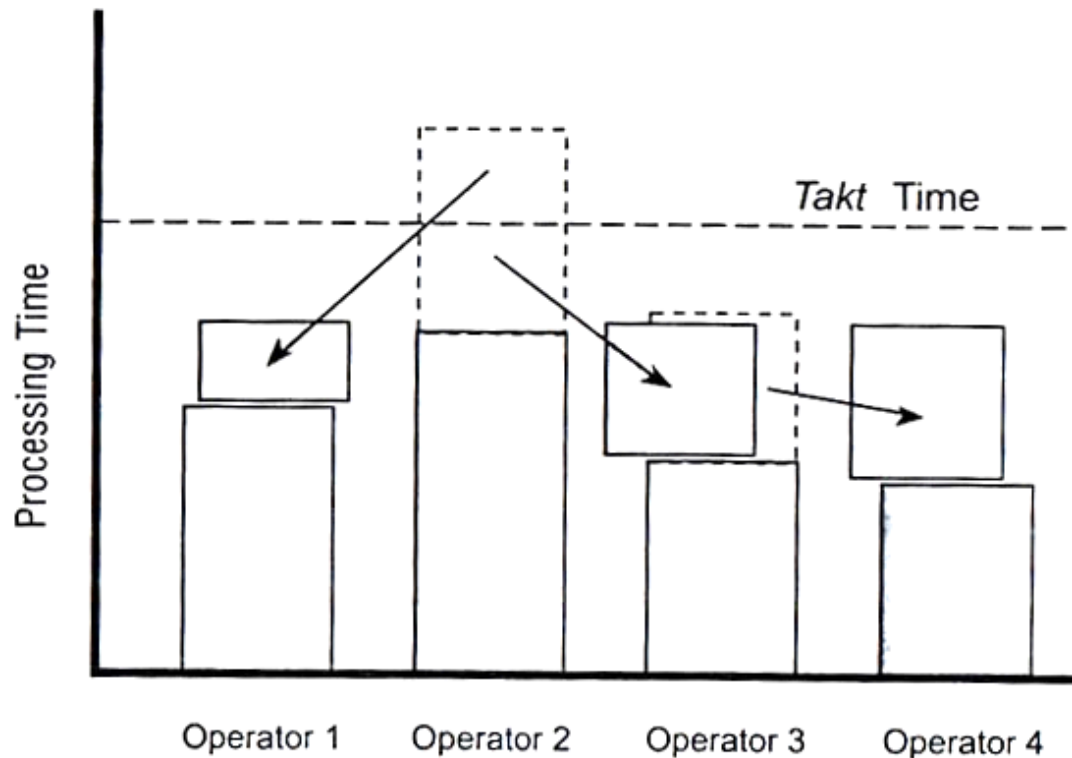 Takt Time
Processing Time
Operator 1
Operator 2
Operator 3
Operator 4